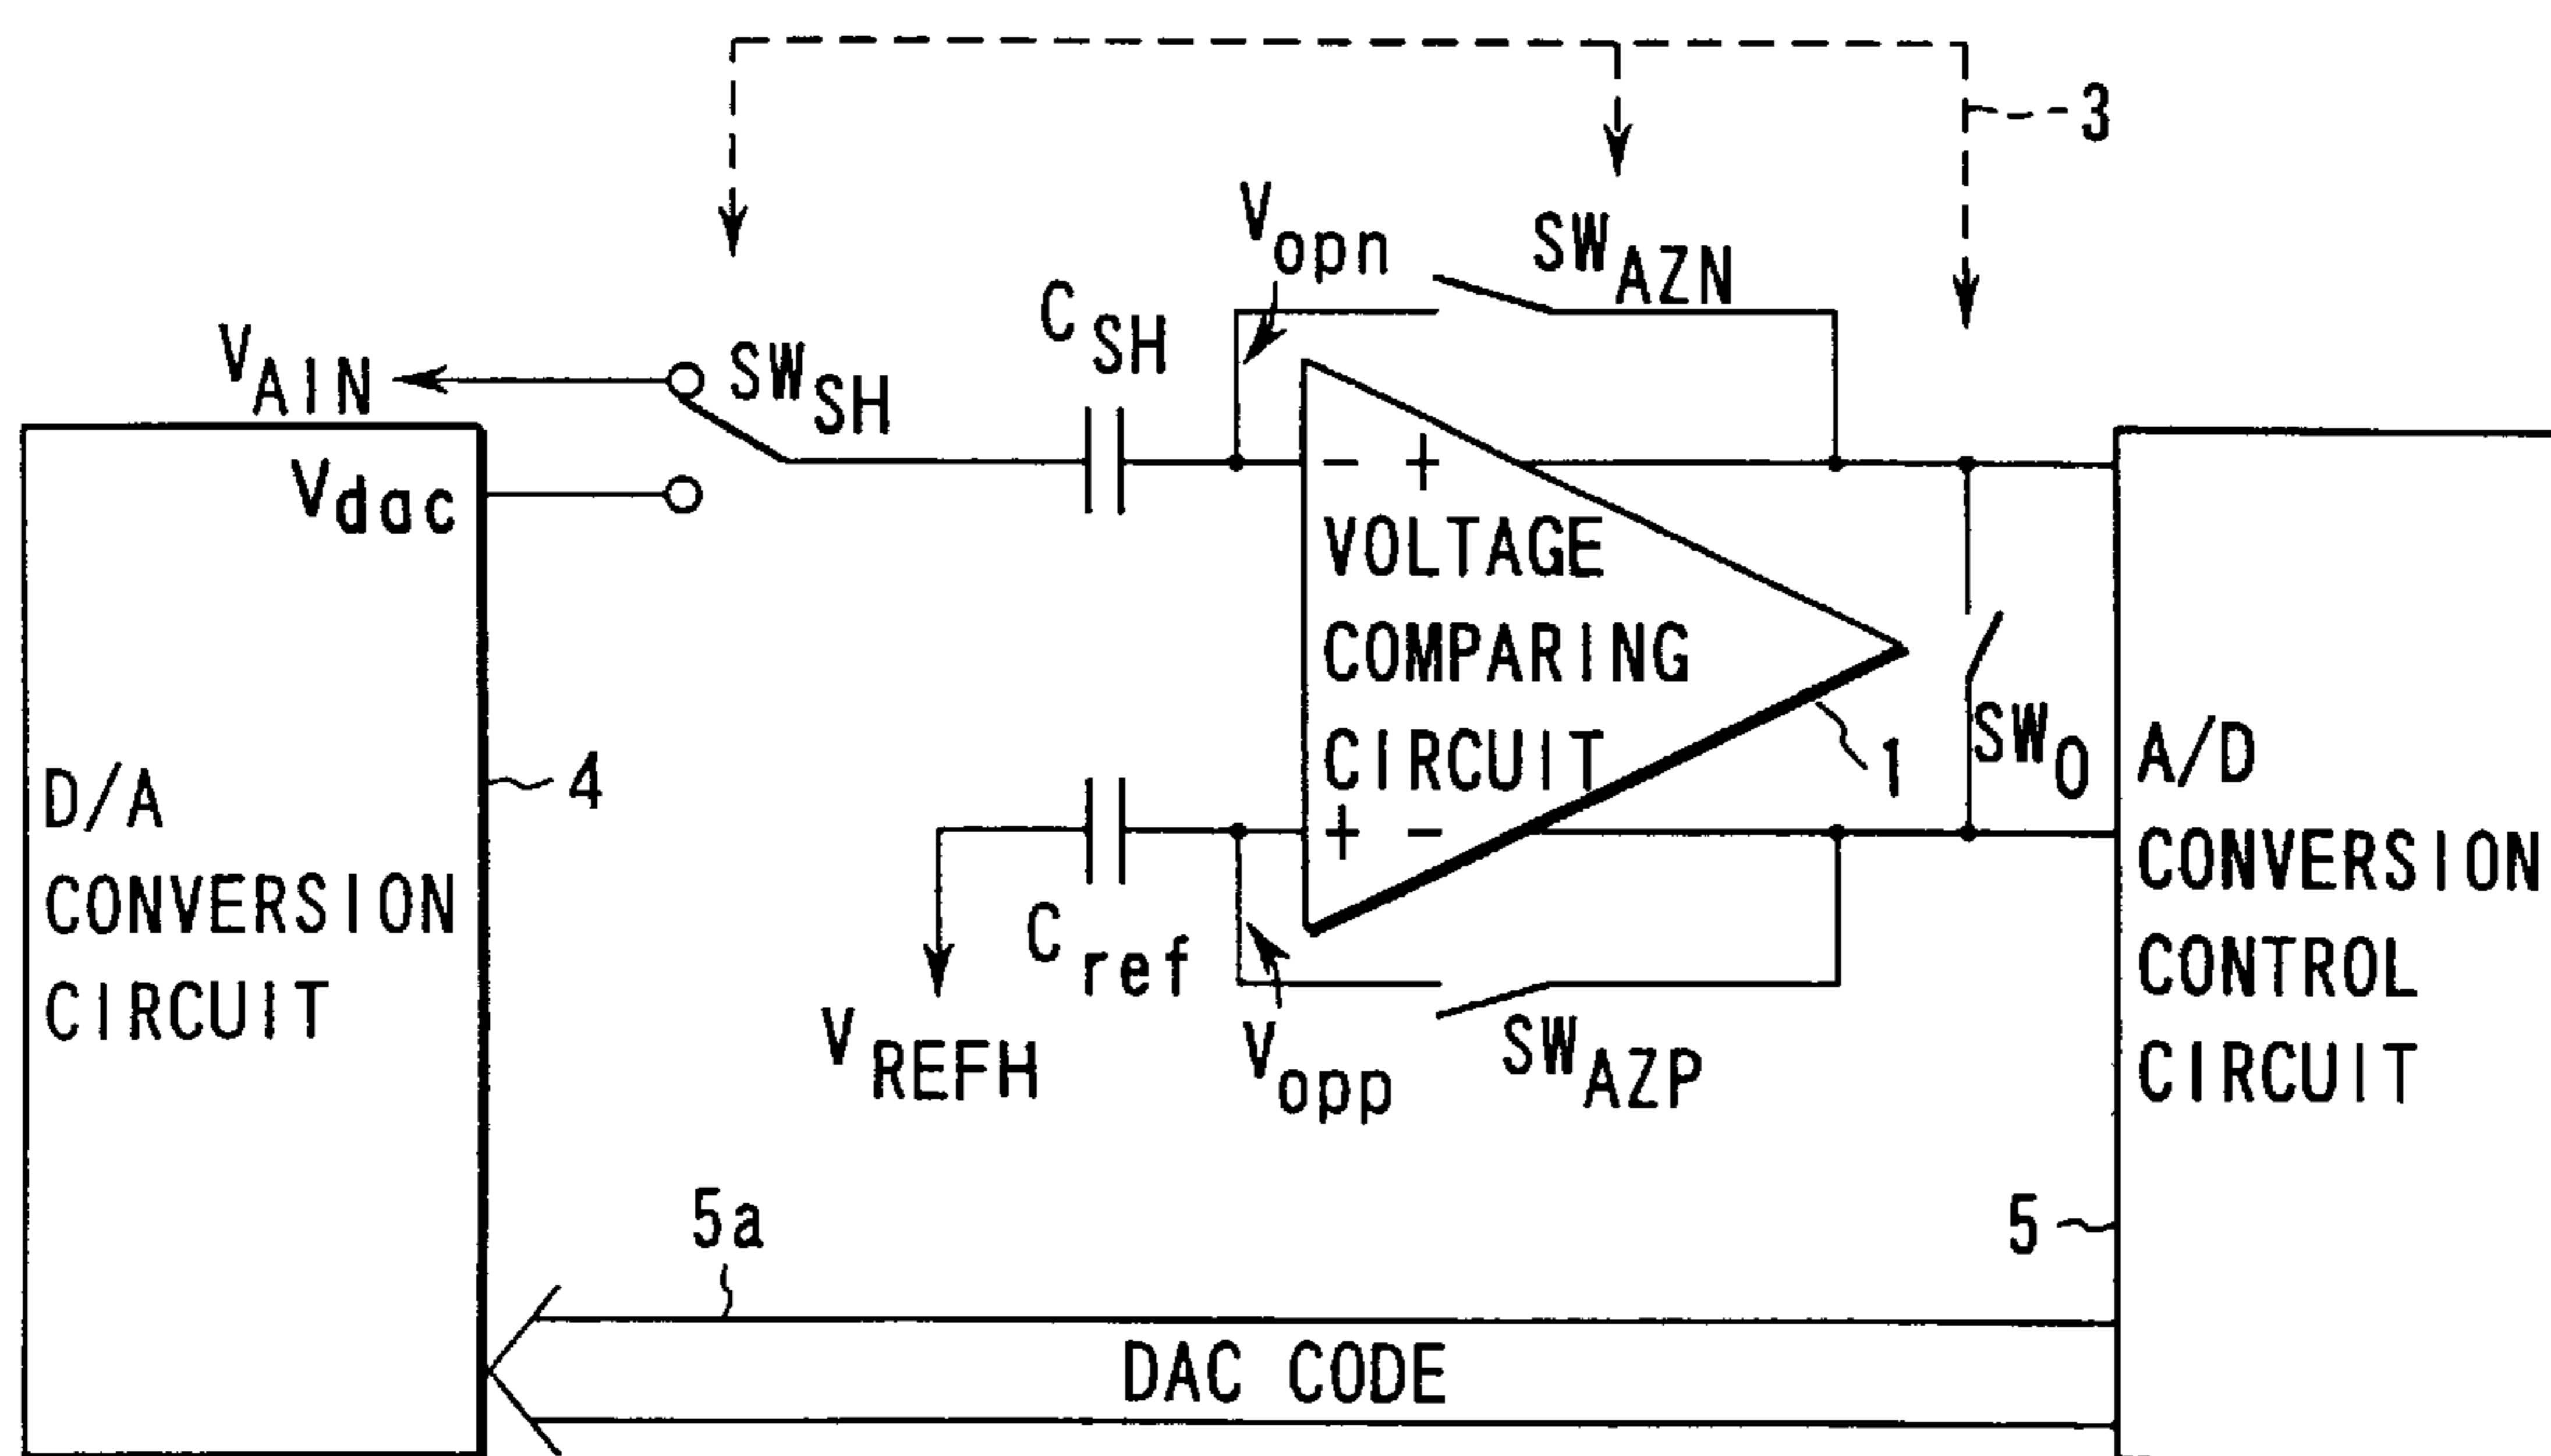 3
V opn
SW AZN
C SH
V AIN
SW SH
V dac
- +
VOLTAGE
COMPARING
CIRCUIT
1
SW O
+ -
D/A
CONVERSION
CIRCUIT
4
C ref
V REFH
V opp
SW AZP
A/D
CONVERSION
CONTROL
CIRCUIT
5
5a
DAC CODE